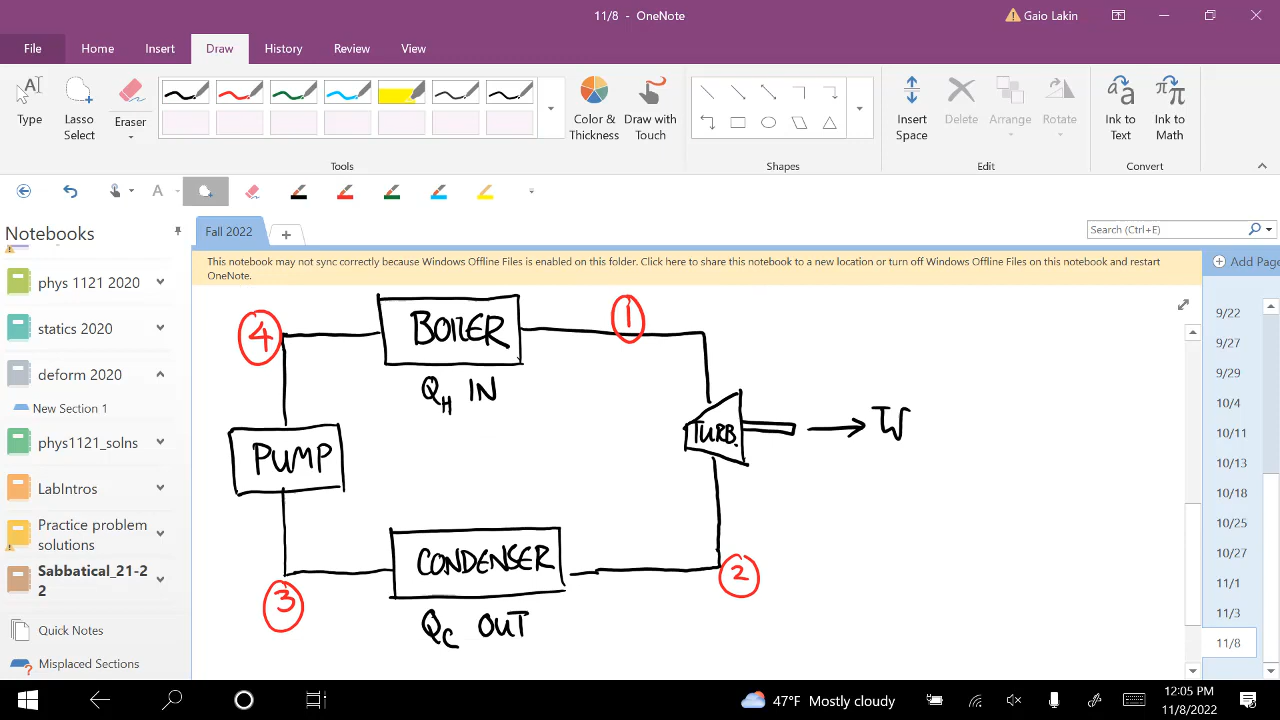 11/8 - OneNote
Gaio Lakin
File Home Insert Draw History Review View
Type
Lasso Select
Eraser
Color & Thickness
Draw with Touch
Insert Space
Delete
Arrange
Rotate
Ink to Text
Ink to Math
Tools
Shapes
Edit
Convert
Notebooks
Fall 2022
Search (Ctrl+E)
This notebook may not sync correctly because Windows Offline Files is enabled on this folder. Click here to share this notebook to a new location or turn off Windows Offline Files on this notebook and restart
OneNote.
Add Page
phys 1121 2020
statics 2020
deform 2020
New Section 1
phys1121_solns
LabIntros
Practice problem
solutions
Sabbatical_21-2
2
Quick Notes
Misplaced Sections
4
BOILER
1
QH IN
TURB.
W
PUMP
CONDENSER
2
3
QC OUT
9/22
9/27
9/29
10/4
10/11
10/13
10/18
10/25
10/27
11/1
11/3
11/8
47°F Mostly cloudy
12:05 PM
11/8/2022